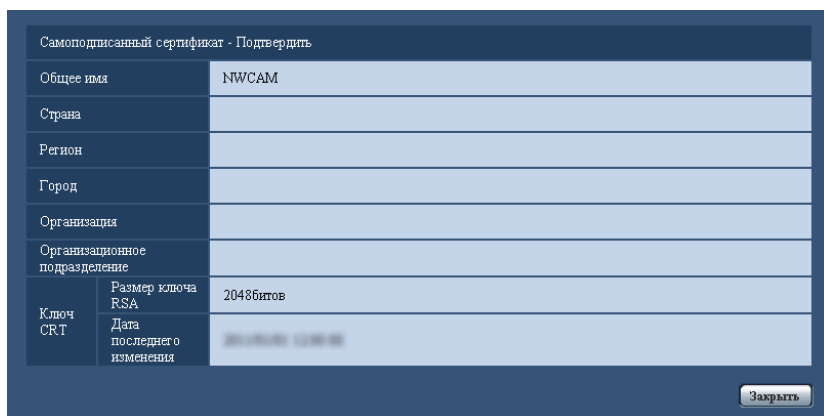 Самоподписанный сертификат - Подтвердить
Общее имя
NWCAM
Страна
Регион
Город
Организация
Организационное
подразделение
Ключ
CRT
Размер ключа
RSA
2048битов
Дата
последнего
изменения
Закрыть